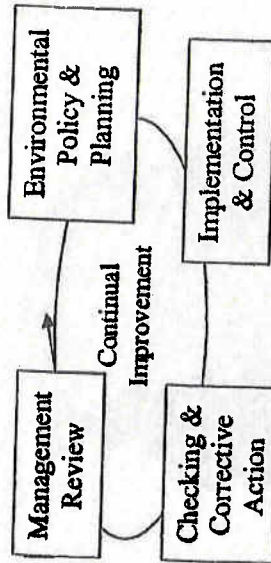 Management
Review
Environmental
Policy &
Planning
Continual
Improvement
Checking &
Corrective
Action
Implementation
& Control